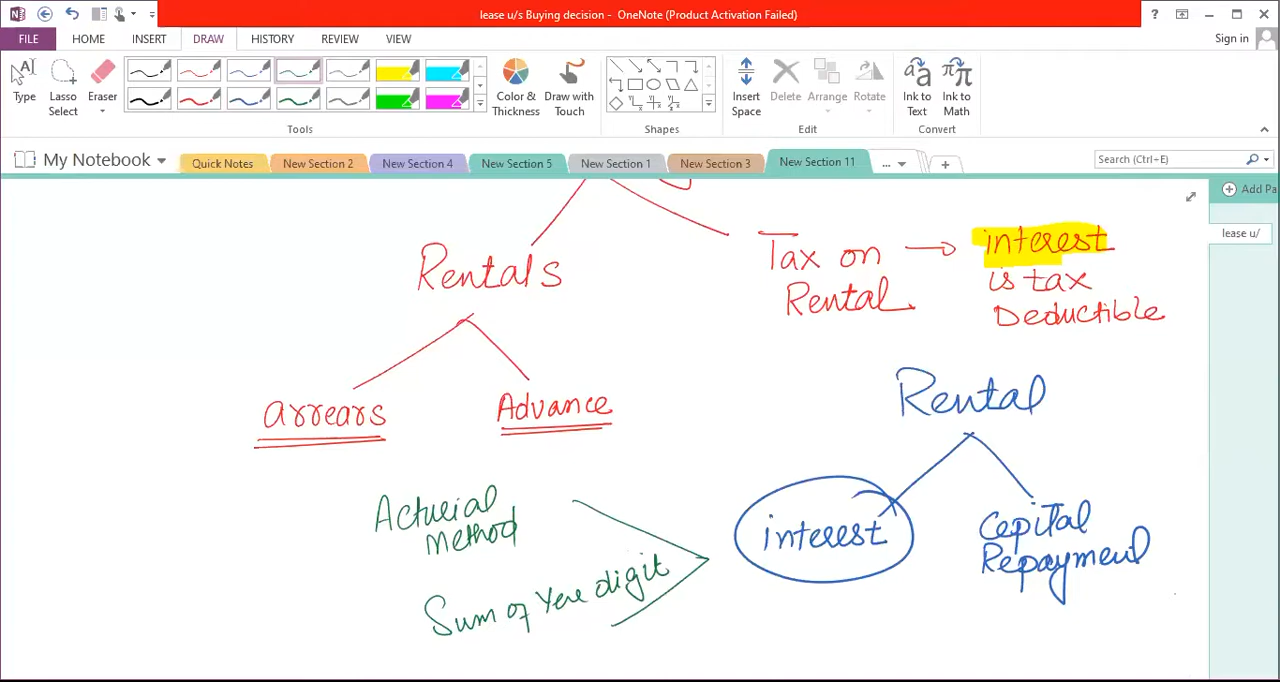 lease u/s Buying decision - OneNote (Product Activation Failed)
?
FILE HOME INSERT DRAW HISTORY REVIEW VIEW
Sign in
Type
Lasso Select
Eraser
Color & Thickness
Draw with Touch
Insert Space
Delete
Arrange
Rotate
Ink to Text
Ink to Math
Tools
Shapes
Edit
Convert
My Notebook
Quick Notes New Section 2 New Section 4 New Section 5 New Section 1 New Section 3 New Section 11 ...
Search (Ctrl+E)
Add Pa
lease u/
Rentals
Tax on
Rental
interest
is tax
Deductible
arrears
Advance
Rental
interest
Cepital
Repayment
Acturial
Method
Sum of Yere digit